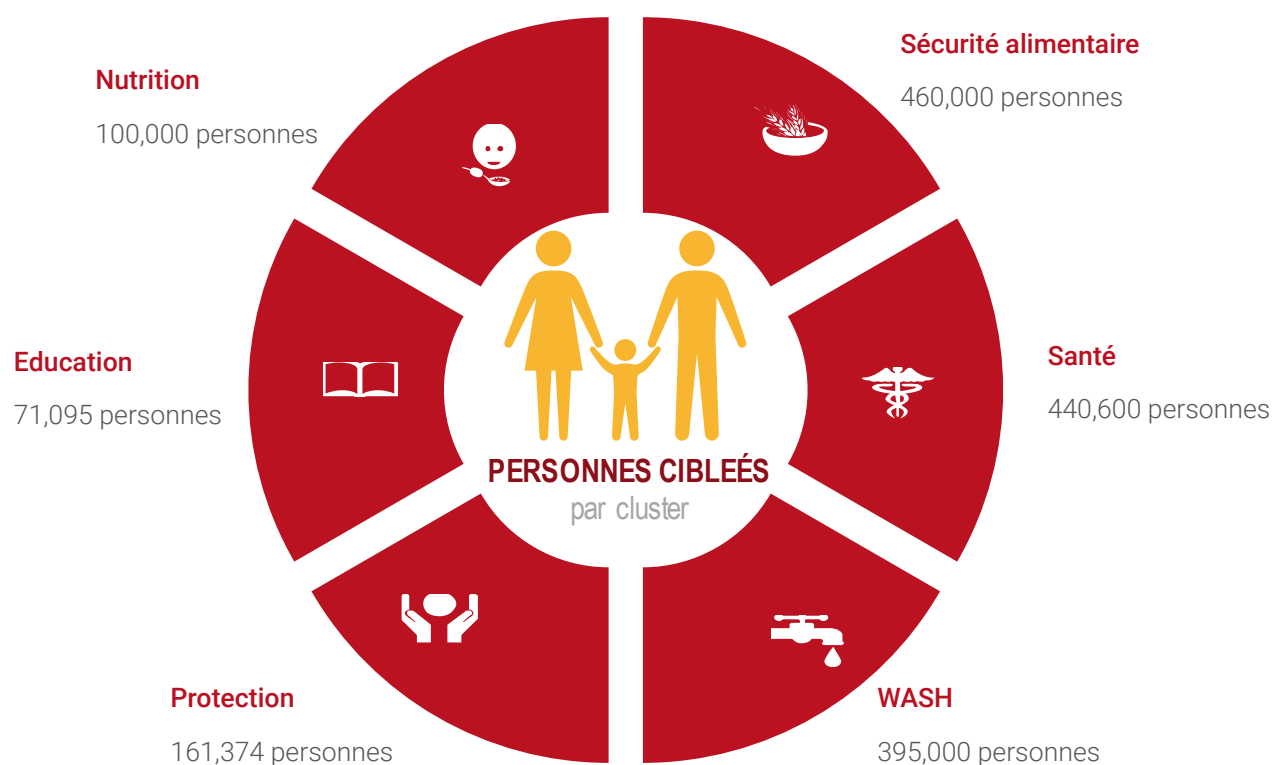 Nutrition
100,000 personnes
Sécurité alimentaire
460,000 personnes
Education
71,095 personnes
Santé
440,600 personnes
PERSONNES CIBLEÉS
par cluster
Protection
161,374 personnes
WASH
395,000 personnes